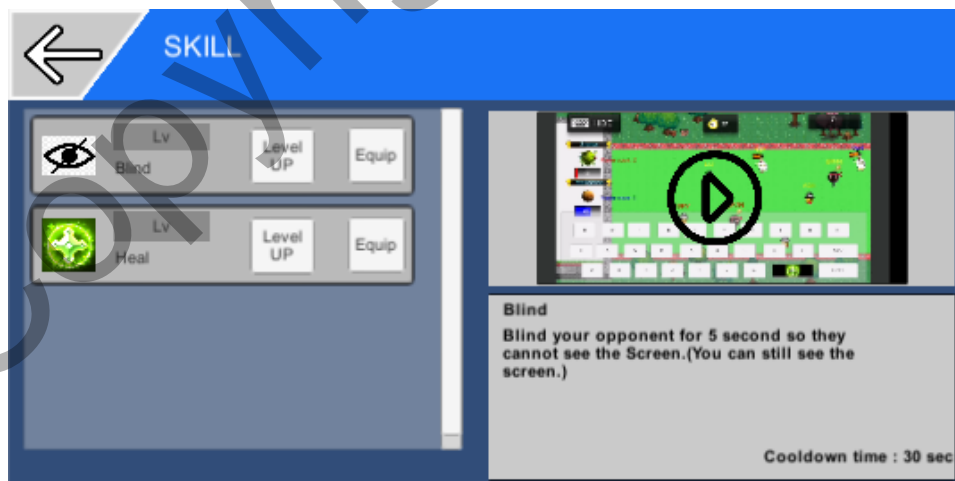 SKILL
Lv
Blind
Level
UP
Equip
Lv
Heal
Level
UP
Equip
Blind
Blind your opponent for 5 second so they
cannot see the Screen.(You can still see the
screen.)
Cooldown time : 30 sec